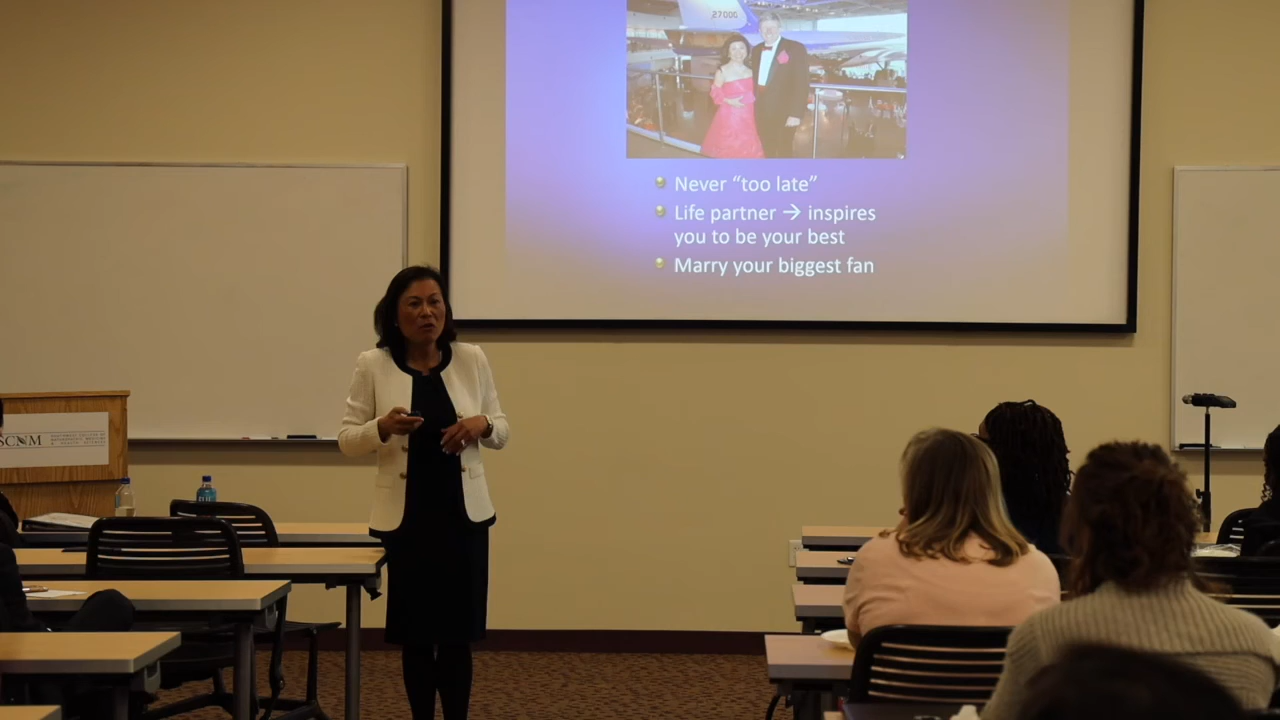 27000
Never “too late”
Life partner → inspires
you to be your best
Marry your biggest fan
SCNM